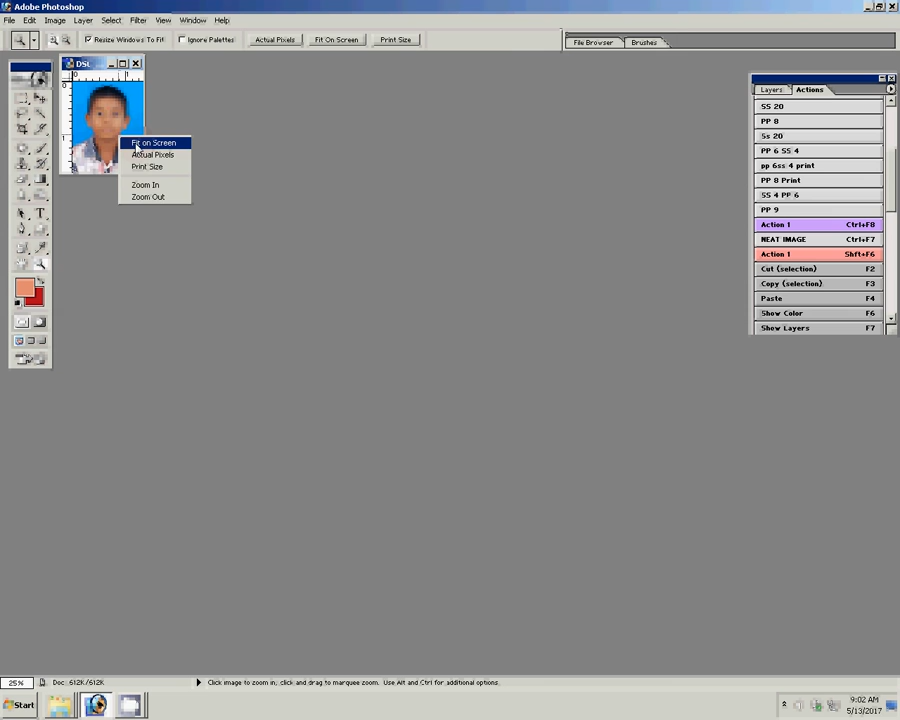 Adobe Photoshop
File Edit Image Layer Select Filter View Window Help
Resize Windows To Fit Ignore Palettes Actual Pixels Fit On Screen Print Size File Browser Brushes
DSC
0 1
0
1
Fit on Screen
Actual Pixels
Print Size
Zoom In
Zoom Out
Layers Actions
SS 20
PP 8
5s 20
PP 6 SS 4
pp 6ss 4 print
PP 8 Print
SS 4 PP 6
PP 9
Action 1 Ctrl+F8
NEAT IMAGE Ctrl+F7
Action 1 Shft+F6
Cut (selection) F2
Copy (selection) F3
Paste F4
Show Color F6
Show Layers F7
25% Doc: 612K/612K Click image to zoom in; click and drag to marquee zoom. Use Alt and Ctrl for additional options.
Start 9:02 AM
5/13/2017